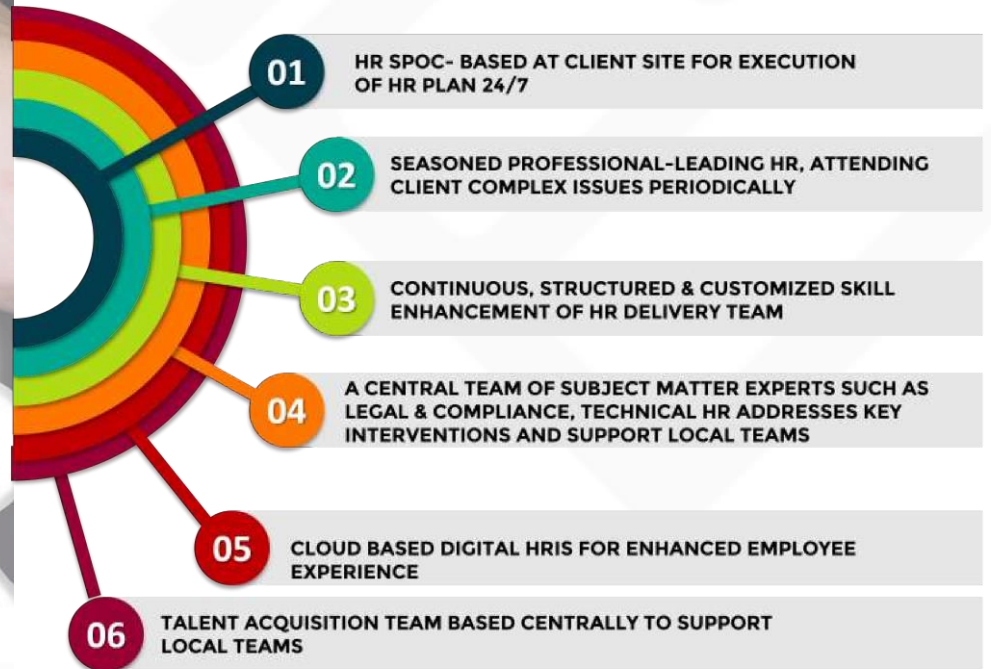 01
HR SPOC- BASED AT CLIENT SITE FOR EXECUTION
OF HR PLAN 24/7
02
SEASONED PROFESSIONAL-LEADING HR, ATTENDING
CLIENT COMPLEX ISSUES PERIODICALLY
03
CONTINUOUS, STRUCTURED & CUSTOMIZED SKILL
ENHANCEMENT OF HR DELIVERY TEAM
04
A CENTRAL TEAM OF SUBJECT MATTER EXPERTS SUCH AS
LEGAL & COMPLIANCE, TECHNICAL HR ADDRESSES KEY
INTERVENTIONS AND SUPPORT LOCAL TEAMS
05
CLOUD BASED DIGITAL HRIS FOR ENHANCED EMPLOYEE
EXPERIENCE
06
TALENT ACQUISITION TEAM BASED CENTRALLY TO SUPPORT
LOCAL TEAMS